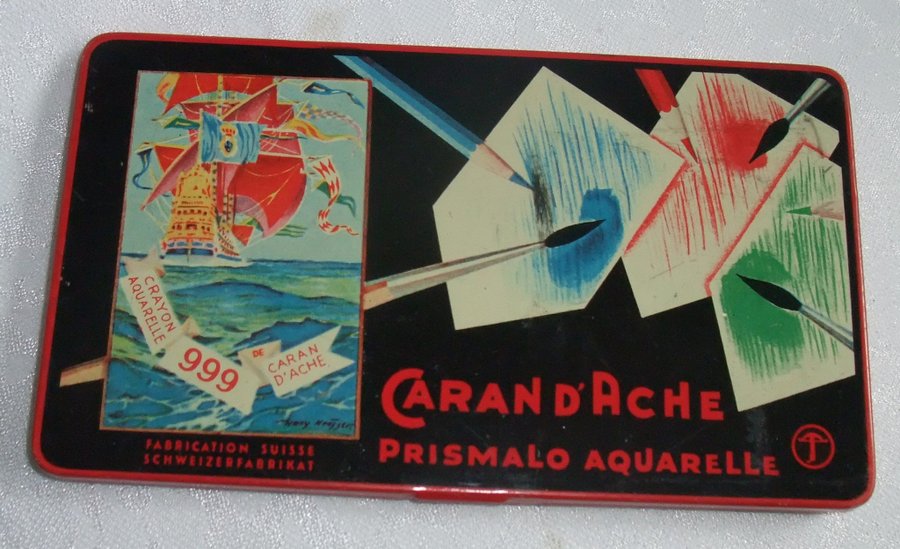 CRAYON
AQUARELLE
999
DE
CARAN
D'ACHE
FABRICATION SUISSE
SCHWEIZERFABRIKAT
CARAN D'ACHE
PRISMALO AQUARELLE